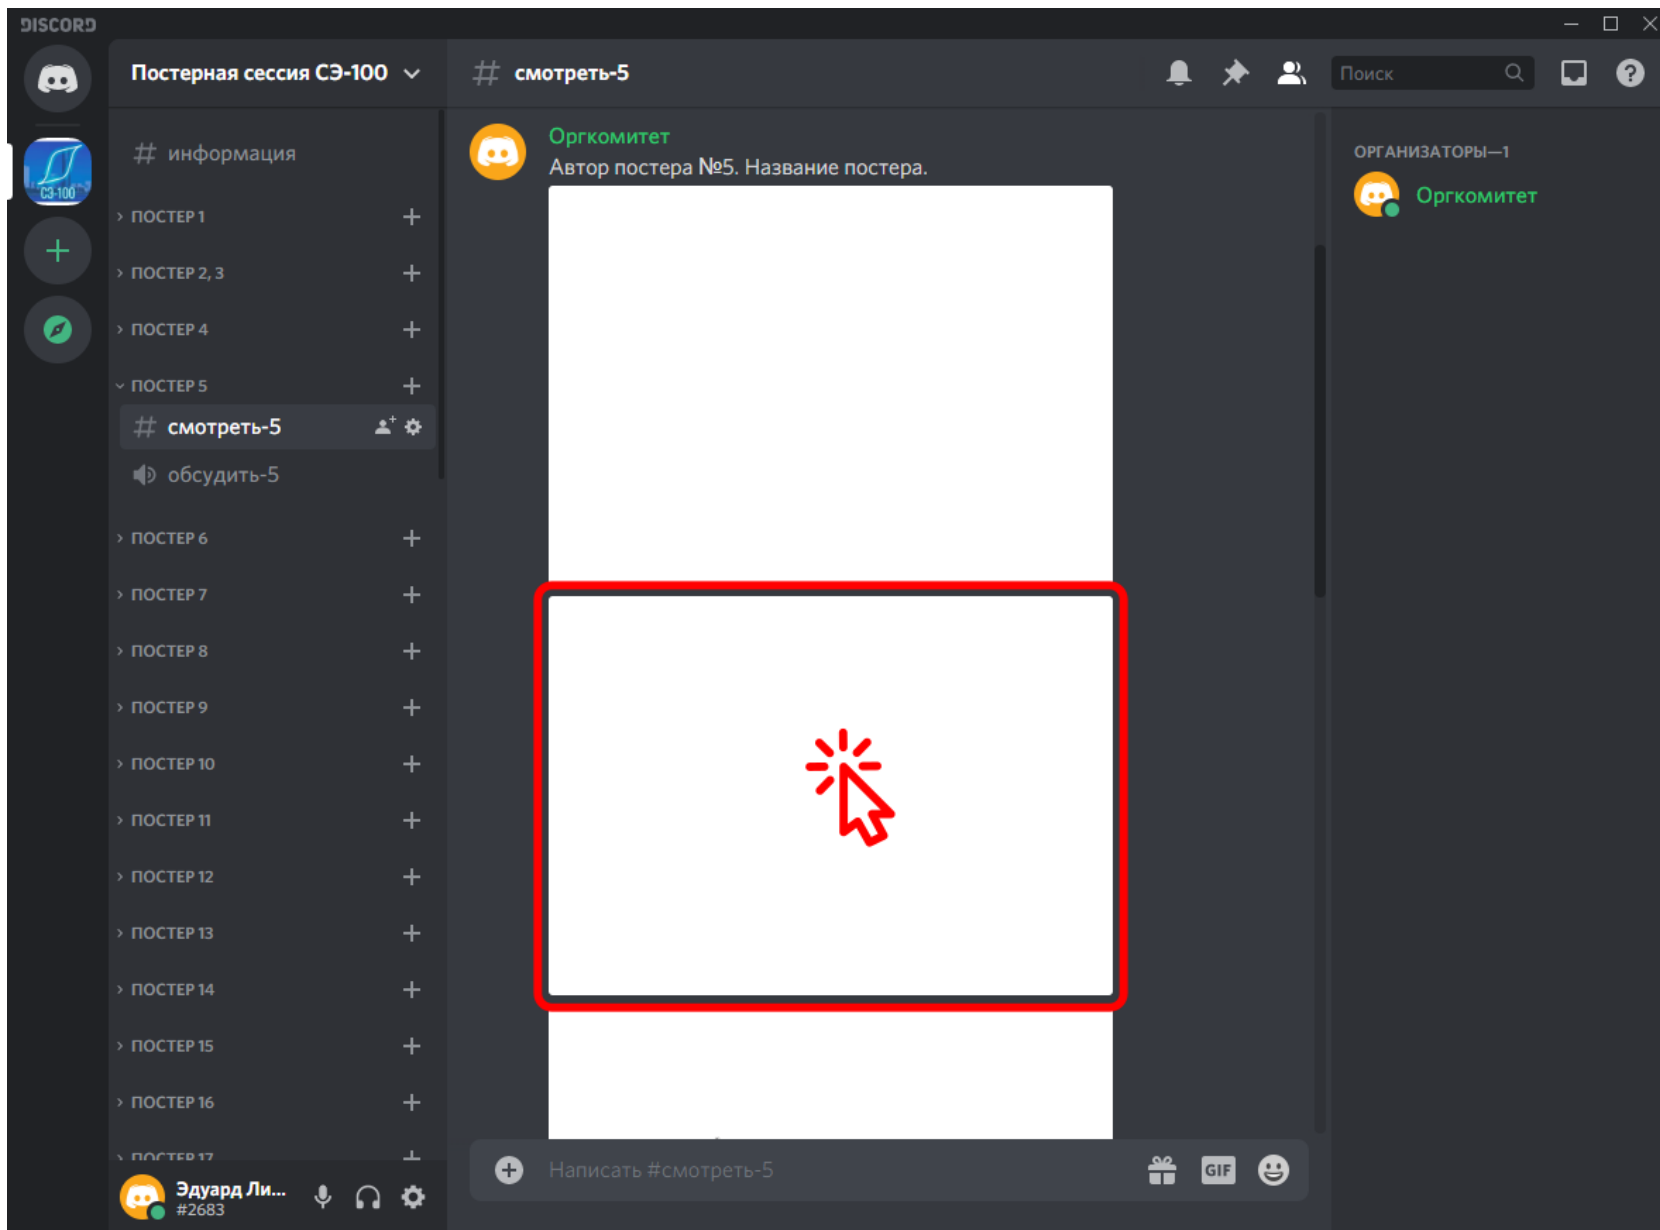 DISCORD
Постерная сессия СЭ-100
смотреть-5
Поиск
СЭ-100
информация
ПОСТЕР 1
ПОСТЕР 2, 3
ПОСТЕР 4
ПОСТЕР 5
смотреть-5
обсудить-5
ПОСТЕР 6
ПОСТЕР 7
ПОСТЕР 8
ПОСТЕР 9
ПОСТЕР 10
ПОСТЕР 11
ПОСТЕР 12
ПОСТЕР 13
ПОСТЕР 14
ПОСТЕР 15
ПОСТЕР 16
ПОСТЕР 17
Эдуард Ли...
#2683
Оргкомитет
Автор постера №5. Название постера.
Написать #смотреть-5
GIF
ОРГАНИЗАТОРЫ—1
Оргкомитет